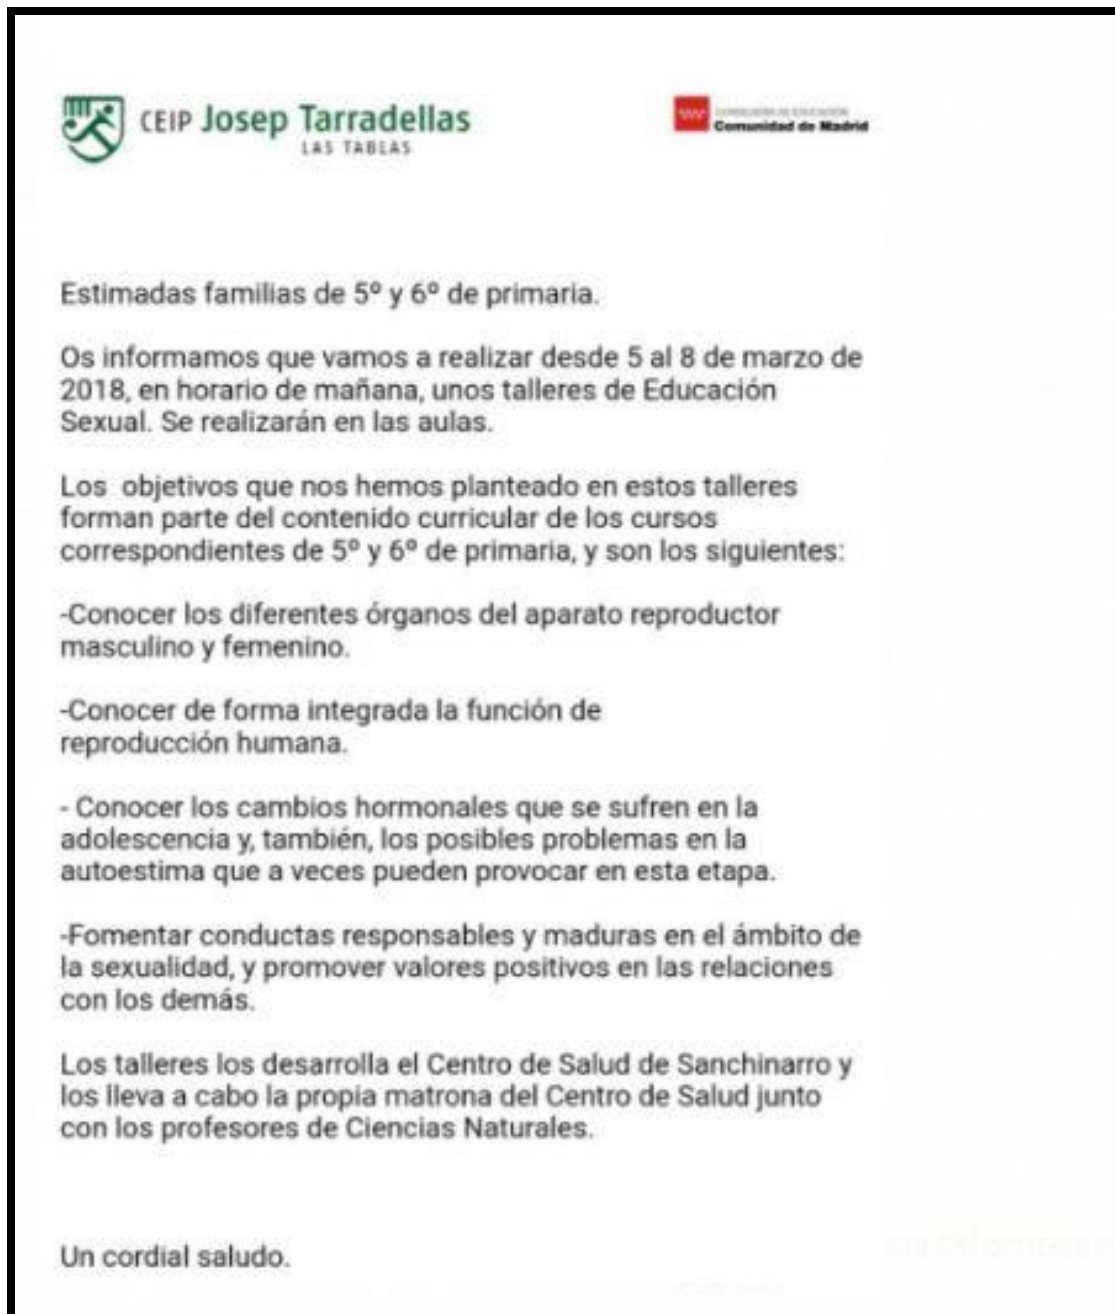 CEIP Josep Tarradellas
LAS TABLAS
CONSEJERÍA DE EDUCACIÓN
Comunidad de Madrid
Estimadas familias de 5º y 6º de primaria.
Os informamos que vamos a realizar desde 5 al 8 de marzo de
2018, en horario de mañana, unos talleres de Educación
Sexual. Se realizarán en las aulas.
Los objetivos que nos hemos planteado en estos talleres
forman parte del contenido curricular de los cursos
correspondientes de 5º y 6º de primaria, y son los siguientes:
-Conocer los diferentes órganos del aparato reproductor
masculino y femenino.
-Conocer de forma integrada la función de
reproducción humana.
- Conocer los cambios hormonales que se sufren en la
adolescencia y, también, los posibles problemas en la
autoestima que a veces pueden provocar en esta etapa.
-Fomentar conductas responsables y maduras en el ámbito de
la sexualidad, y promover valores positivos en las relaciones
con los demás.
Los talleres los desarrolla el Centro de Salud de Sanchinarro y
los lleva a cabo la propia matrona del Centro de Salud junto
con los profesores de Ciencias Naturales.
Un cordial saludo.